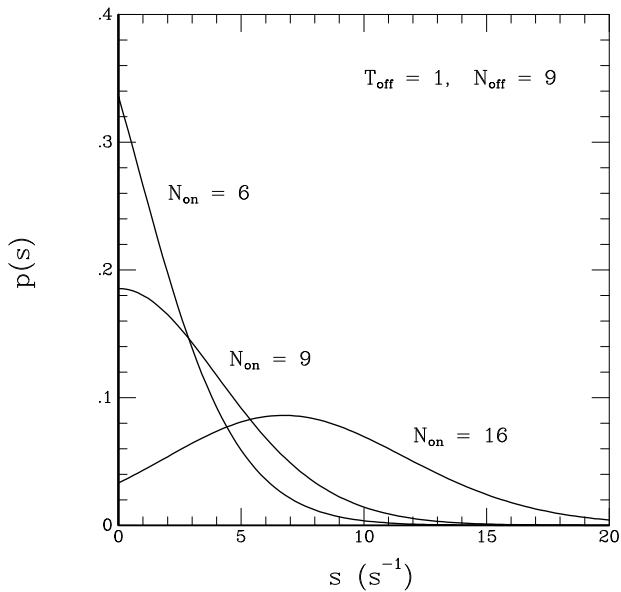 .4
T_off = 1, N_off = 9
.3
N_on = 6
p(s)
.2
N_on = 9
.1
N_on = 16
0
0 5 10 15 20
s (s^-1)